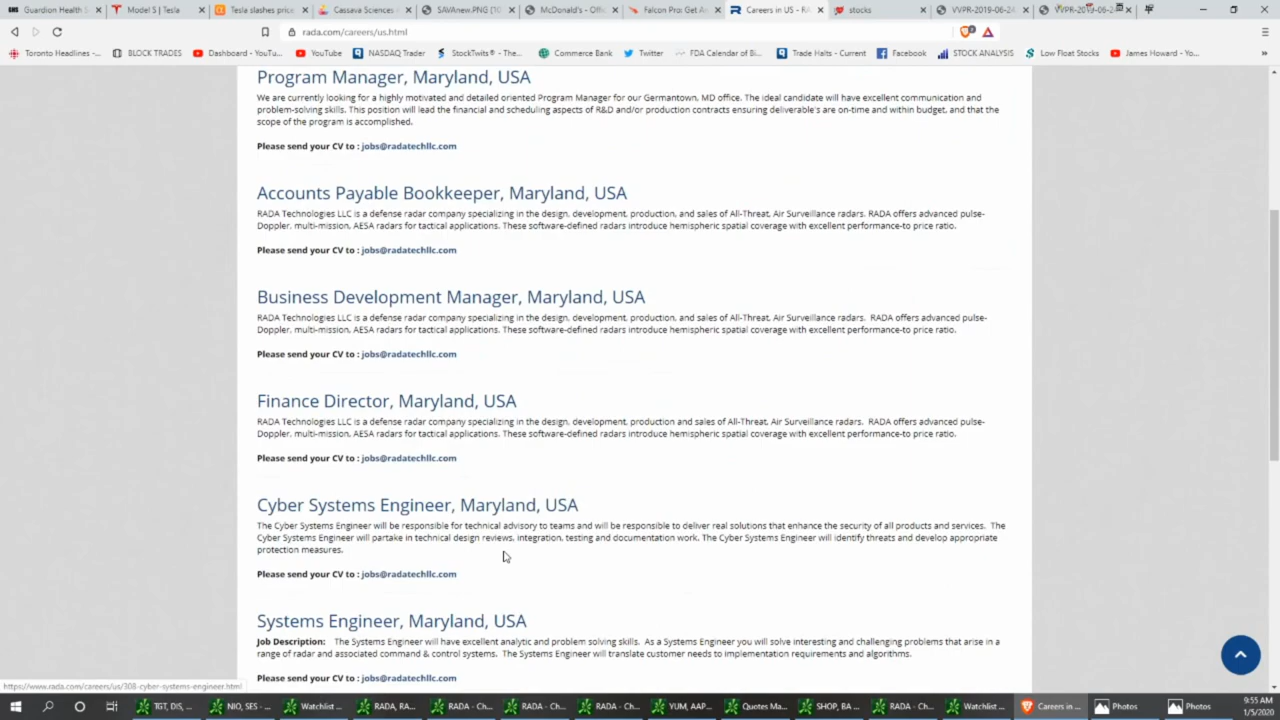 Guardion Health S
Model S | Tesla
Tesla slashes price
Cassava Sciences
SAVAnew.PNG [10
McDonald's - Offi
Falcon Pro: Get A
Careers in US - RA
stocks
VVPR-2019-06-24
VVPR-2019-06-24
rada.com/careers/us.html
Toronto Headlines -...
BLOCK TRADES
Dashboard - YouTu...
YouTube
NASDAQ Trader
StockTwits® - The...
Commerce Bank
Twitter
FDA Calendar of Bi...
Trade Halts - Current
Facebook
STOCK ANALYSIS
Low Float Stocks
James Howard - Yo...
Program Manager, Maryland, USA
We are currently looking for a highly motivated and detailed oriented Program Manager for our Germantown, MD office. The ideal candidate will have excellent communication and
problem-solving skills. This position will lead the financial and scheduling aspects of R&D and/or production contracts ensuring deliverable's are on-time and within budget, and that the
scope of the program is accomplished.
Please send your CV to : jobs@radatechllc.com
Accounts Payable Bookkeeper, Maryland, USA
RADA Technologies LLC is a defense radar company specializing in the design, development, production, and sales of All-Threat, Air Surveillance radars. RADA offers advanced pulse-
Doppler, multi-mission, AESA radars for tactical applications. These software-defined radars introduce hemispheric spatial coverage with excellent performance-to price ratio.
Please send your CV to : jobs@radatechllc.com
Business Development Manager, Maryland, USA
RADA Technologies LLC is a defense radar company specializing in the design, development, production, and sales of All-Threat, Air Surveillance radars. RADA offers advanced pulse-
Doppler, multi-mission, AESA radars for tactical applications. These software-defined radars introduce hemispheric spatial coverage with excellent performance-to price ratio.
Please send your CV to : jobs@radatechllc.com
Finance Director, Maryland, USA
RADA Technologies LLC is a defense radar company specializing in the design, development, production and sales of All-Threat, Air Surveillance radars. RADA offers advanced pulse-
Doppler, multi-mission, AESA radars for tactical applications. These software-defined radars introduce hemispheric spatial coverage with excellent performance-to price ratio.
Please send your CV to : jobs@radatechllc.com
Cyber Systems Engineer, Maryland, USA
The Cyber Systems Engineer will be responsible for technical advisory to teams and will be responsible to deliver real solutions that enhance the security of all products and services. The
Cyber Systems Engineer will partake in technical design reviews, integration, testing and documentation work. The Cyber Systems Engineer will identify threats and develop appropriate
protection measures.
Please send your CV to : jobs@radatechllc.com
Systems Engineer, Maryland, USA
Job Description: The Systems Engineer will have excellent analytic and problem solving skills. As a Systems Engineer you will solve interesting and challenging problems that arise in a
range of radar and associated command & control systems. The Systems Engineer will translate customer needs to implementation requirements and algorithms.
Please send your CV to : jobs@radatechllc.com
https://www.rada.com/careers/us/308-cyber-systems-engineer.html
TGT, DIS, ...
NIO, SES - ...
Watchlist ...
RADA, RA...
RADA - Ch...
RADA - Ch...
RADA - Ch...
YUM, AAP...
Quotes Ma...
SHOP, BA ...
RADA - Ch...
Watchlist ...
Careers in ...
Photos
Photos
9:55 AM
1/5/2020